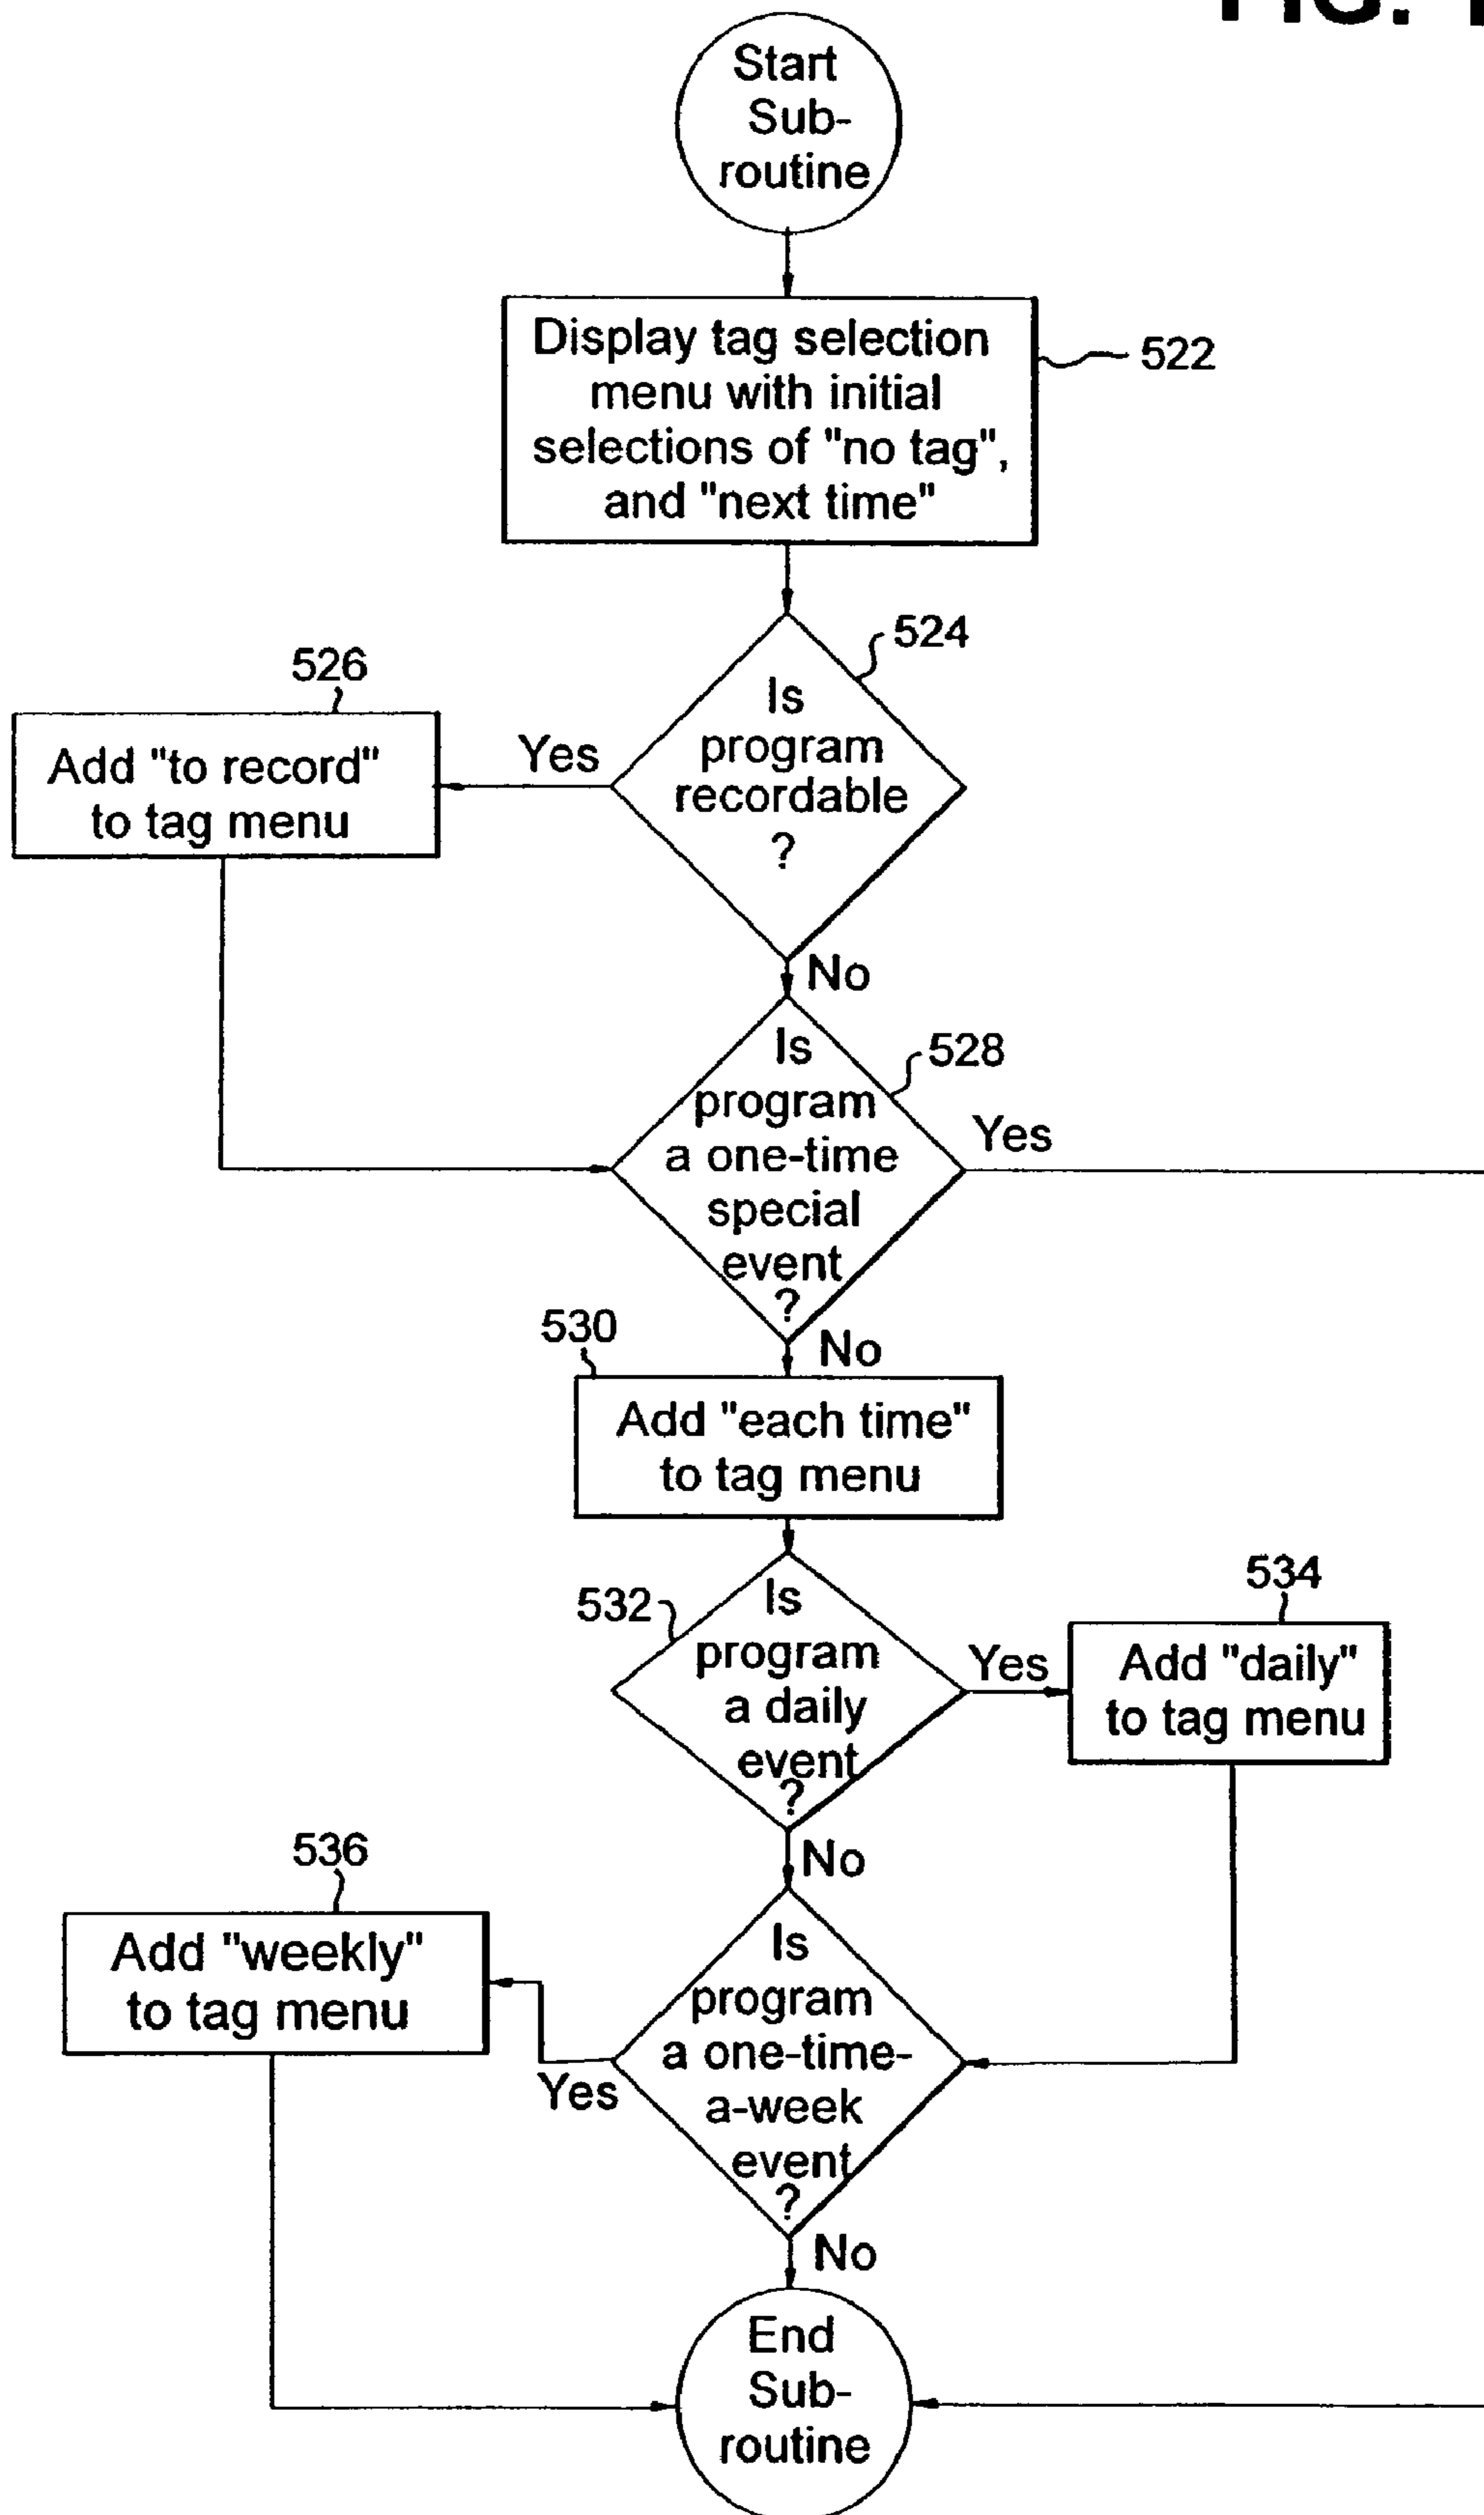 FIG. 1
Start
Sub-
routine
Display tag selection
menu with initial
selections of "no tag",
and "next time"
522
524
526
Is
program
recordable
?
Yes
Add "to record"
to tag menu
No
528
Is
program
a one-time
special
event
?
Yes
530
No
Add "each time"
to tag menu
532
534
Is
program
a daily
event
?
Yes
Add "daily"
to tag menu
No
536
Add "weekly"
to tag menu
Is
program
a one-time-
a-week
event
?
Yes
No
End
Sub-
routine